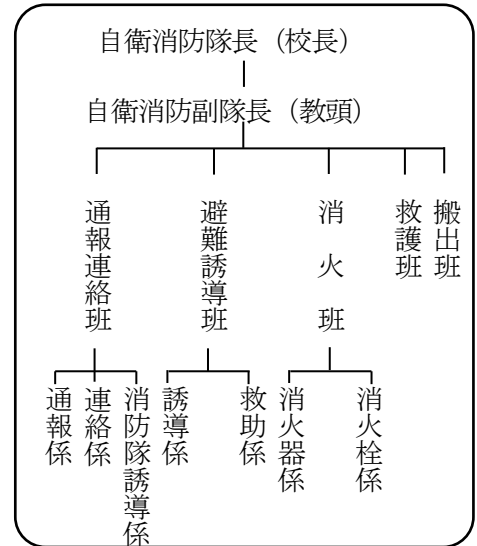 自衛消防隊長（校長）
自衛消防副隊長（教頭）
通報連絡班
避難誘導班
消火班
救護班
搬出班
通報係
連絡係
消防隊誘導係
誘導係
救助係
消火器係
消火栓係